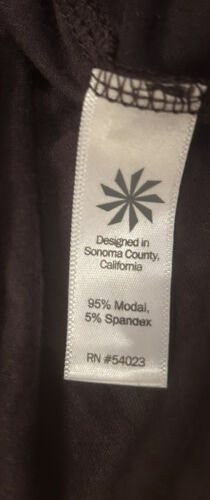 Designed in
Sonoma County,
California
95% Modal,
5% Spandex
RN #54023